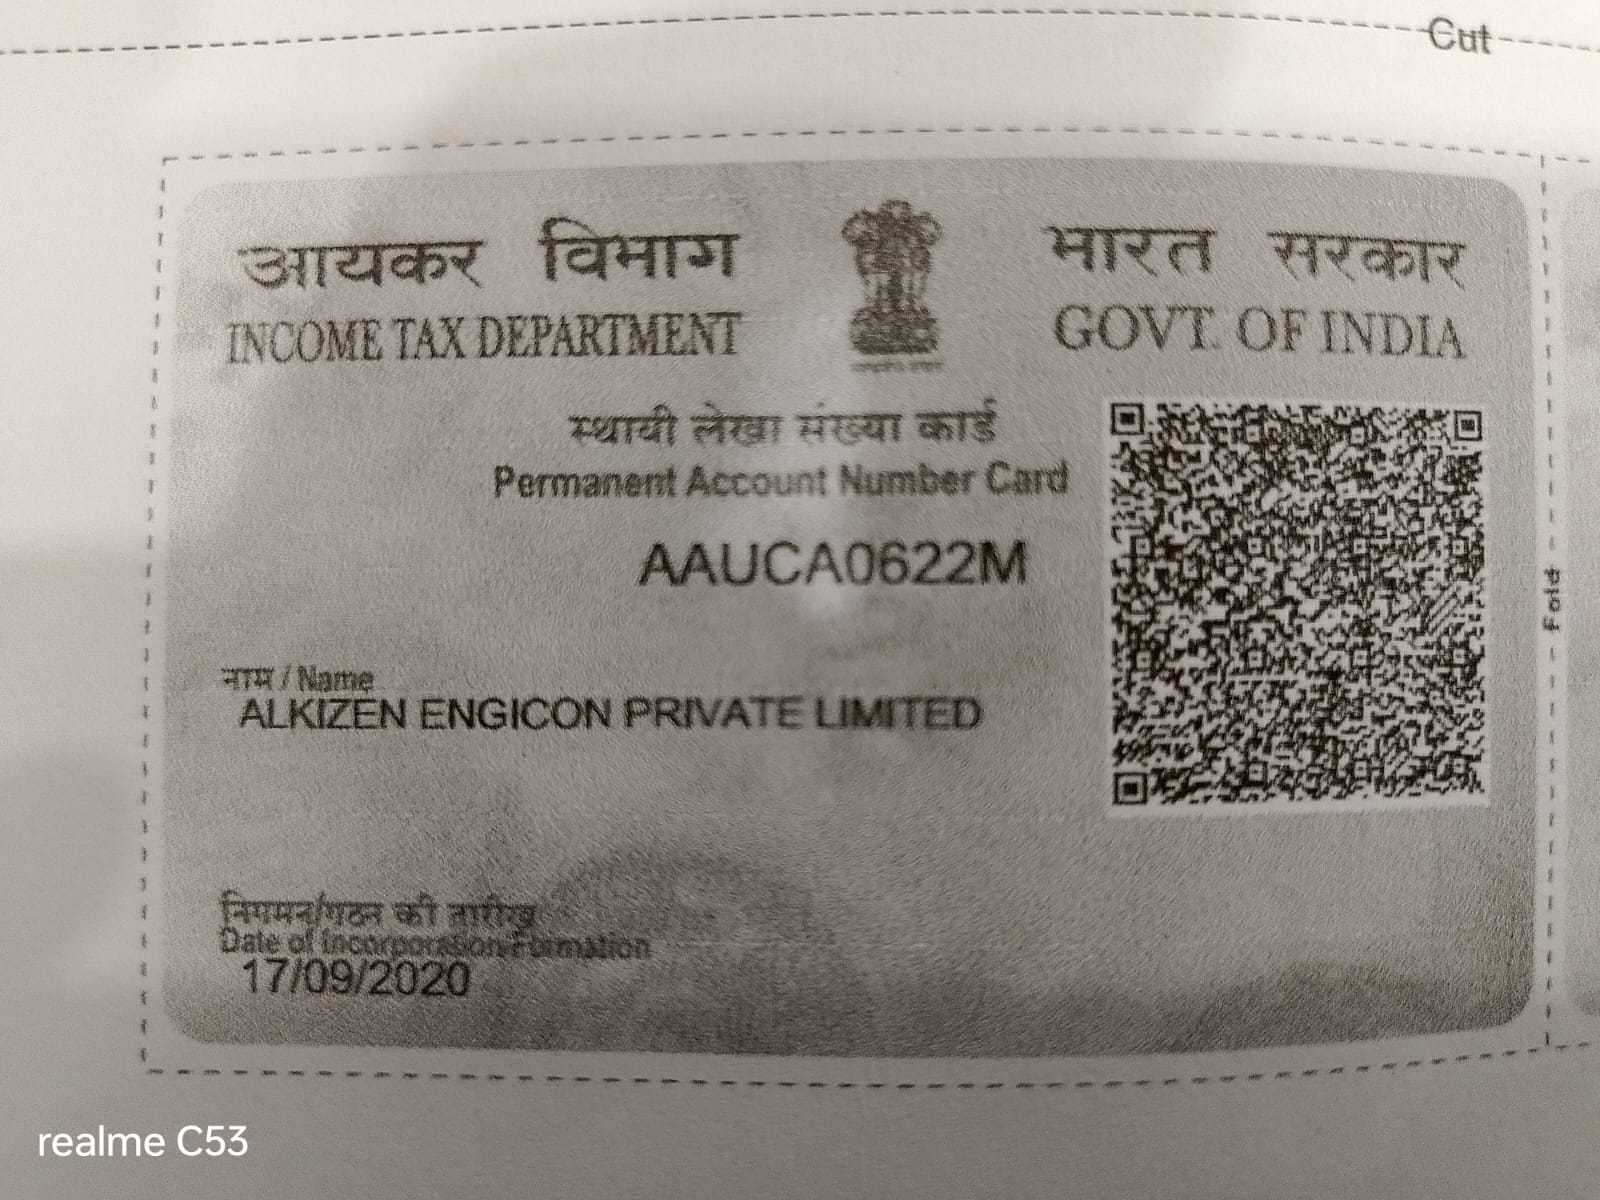 Cut
आयकर विभाग
INCOME TAX DEPARTMENT
भारत सरकार
GOVT. OF INDIA
स्थायी लेखा संख्या कार्ड
Permanent Account Number Card
AAUCA0622M
नाम / Name
ALKIZEN ENGICON PRIVATE LIMITED
निगमन/गठन की तारीख
Date of Incorporation/Formation
17/09/2020
Fold
realme C53